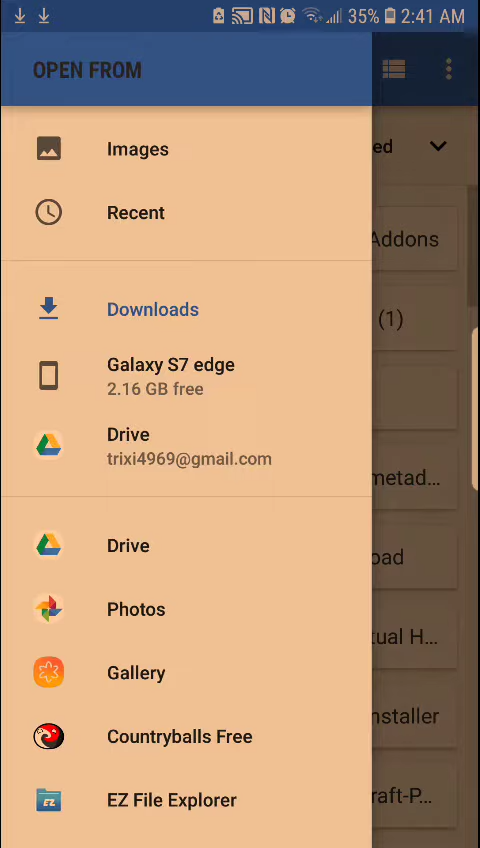 35% 2:41 AM
OPEN FROM
ed
Images
Addons
Recent
(1)
Downloads
Galaxy S7 edge
2.16 GB free
Drive
trixi4969@gmail.com
metad...
oad
Drive
Photos
tual H...
Gallery
nstaller
Countryballs Free
raft-P...
EZ File Explorer
EZ